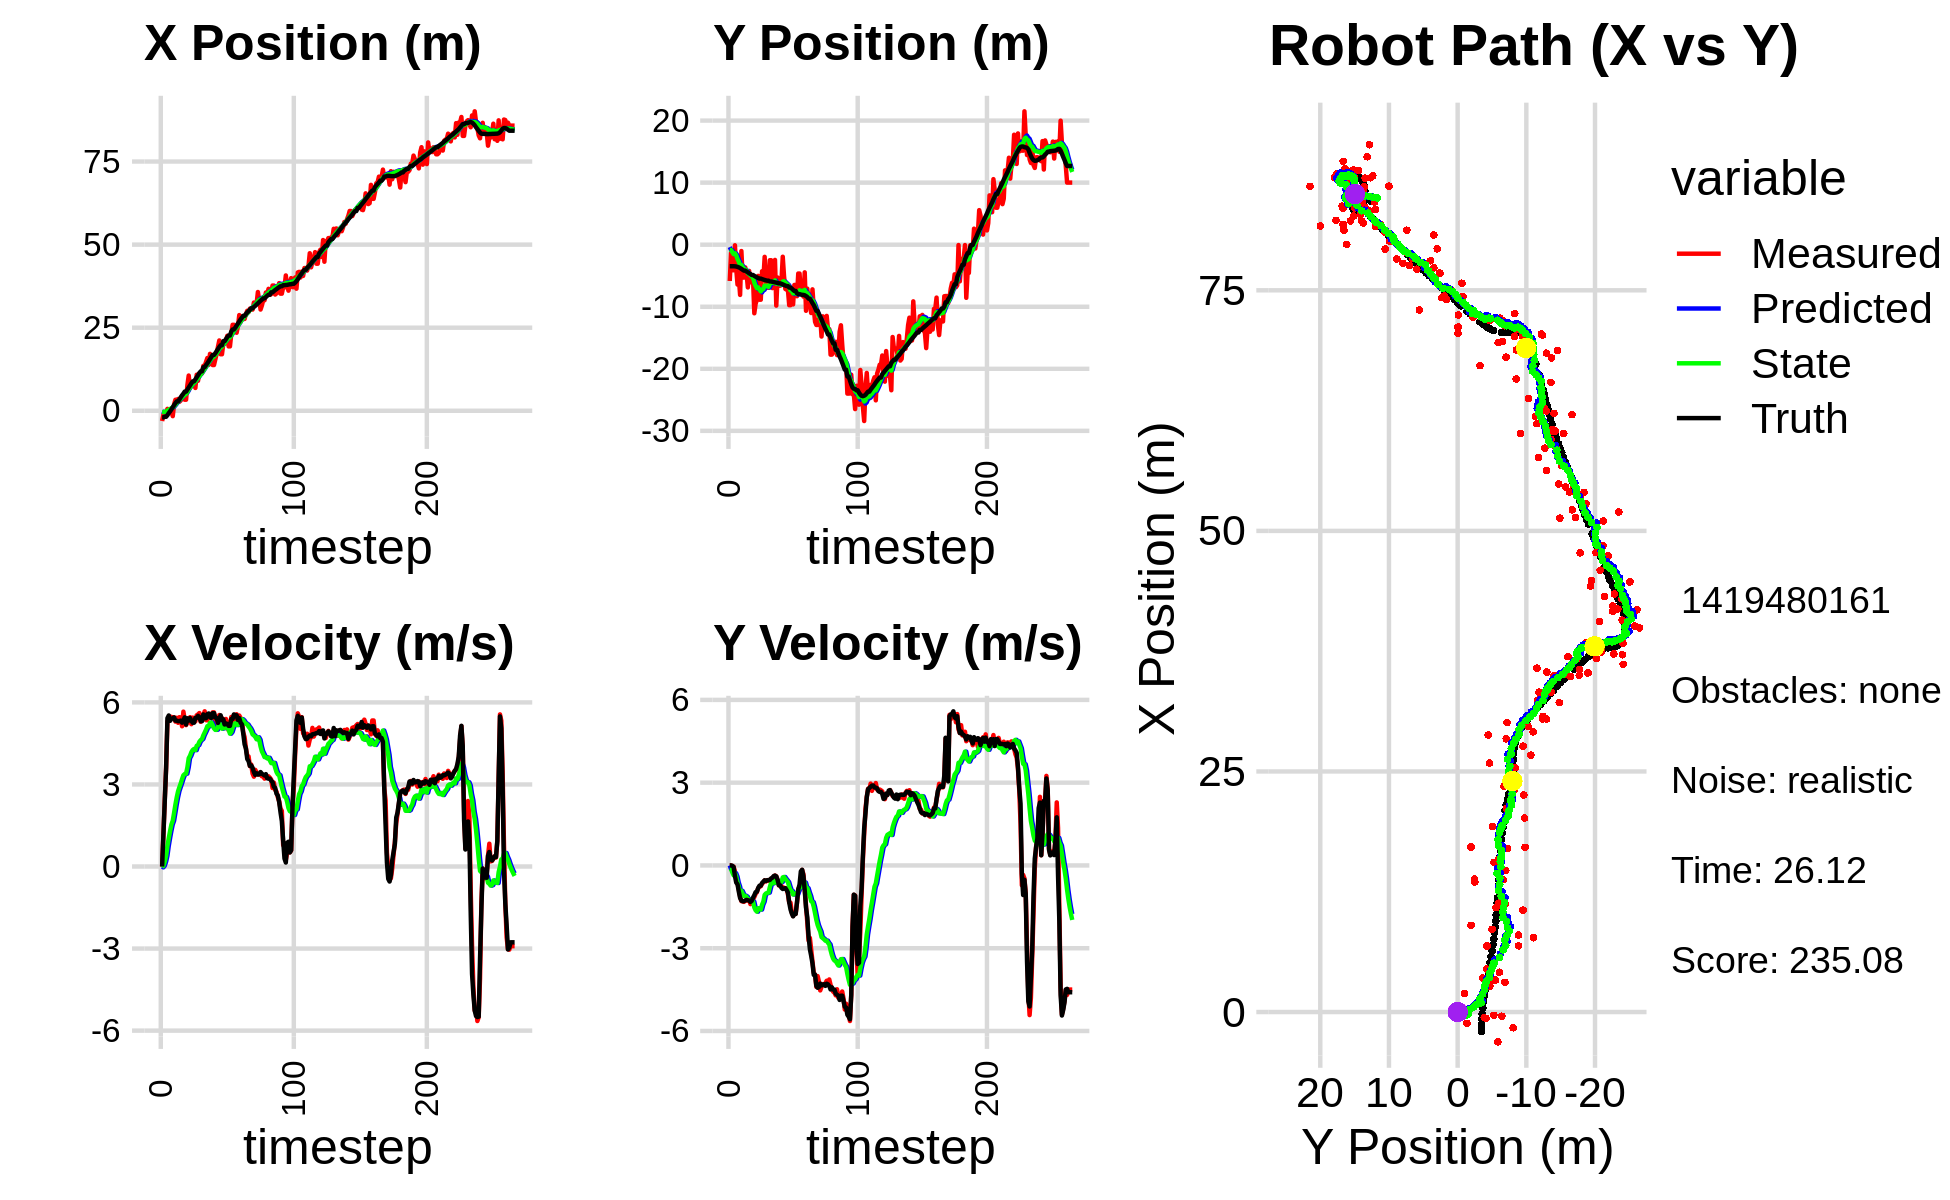 X Position (m)
75
50
25
0
0
100
200
timestep
Y Position (m)
20
10
0
-10
-20
-30
0
100
200
timestep
X Velocity (m/s)
6
3
0
-3
-6
0
100
200
timestep
Y Velocity (m/s)
6
3
0
-3
-6
0
100
200
timestep
Robot Path (X vs Y)
X Position (m)
75
50
25
0
20 10 0 -10 -20
Y Position (m)
variable
Measured
Predicted
State
Truth
1419480161
Obstacles: none
Noise: realistic
Time: 26.12
Score: 235.08